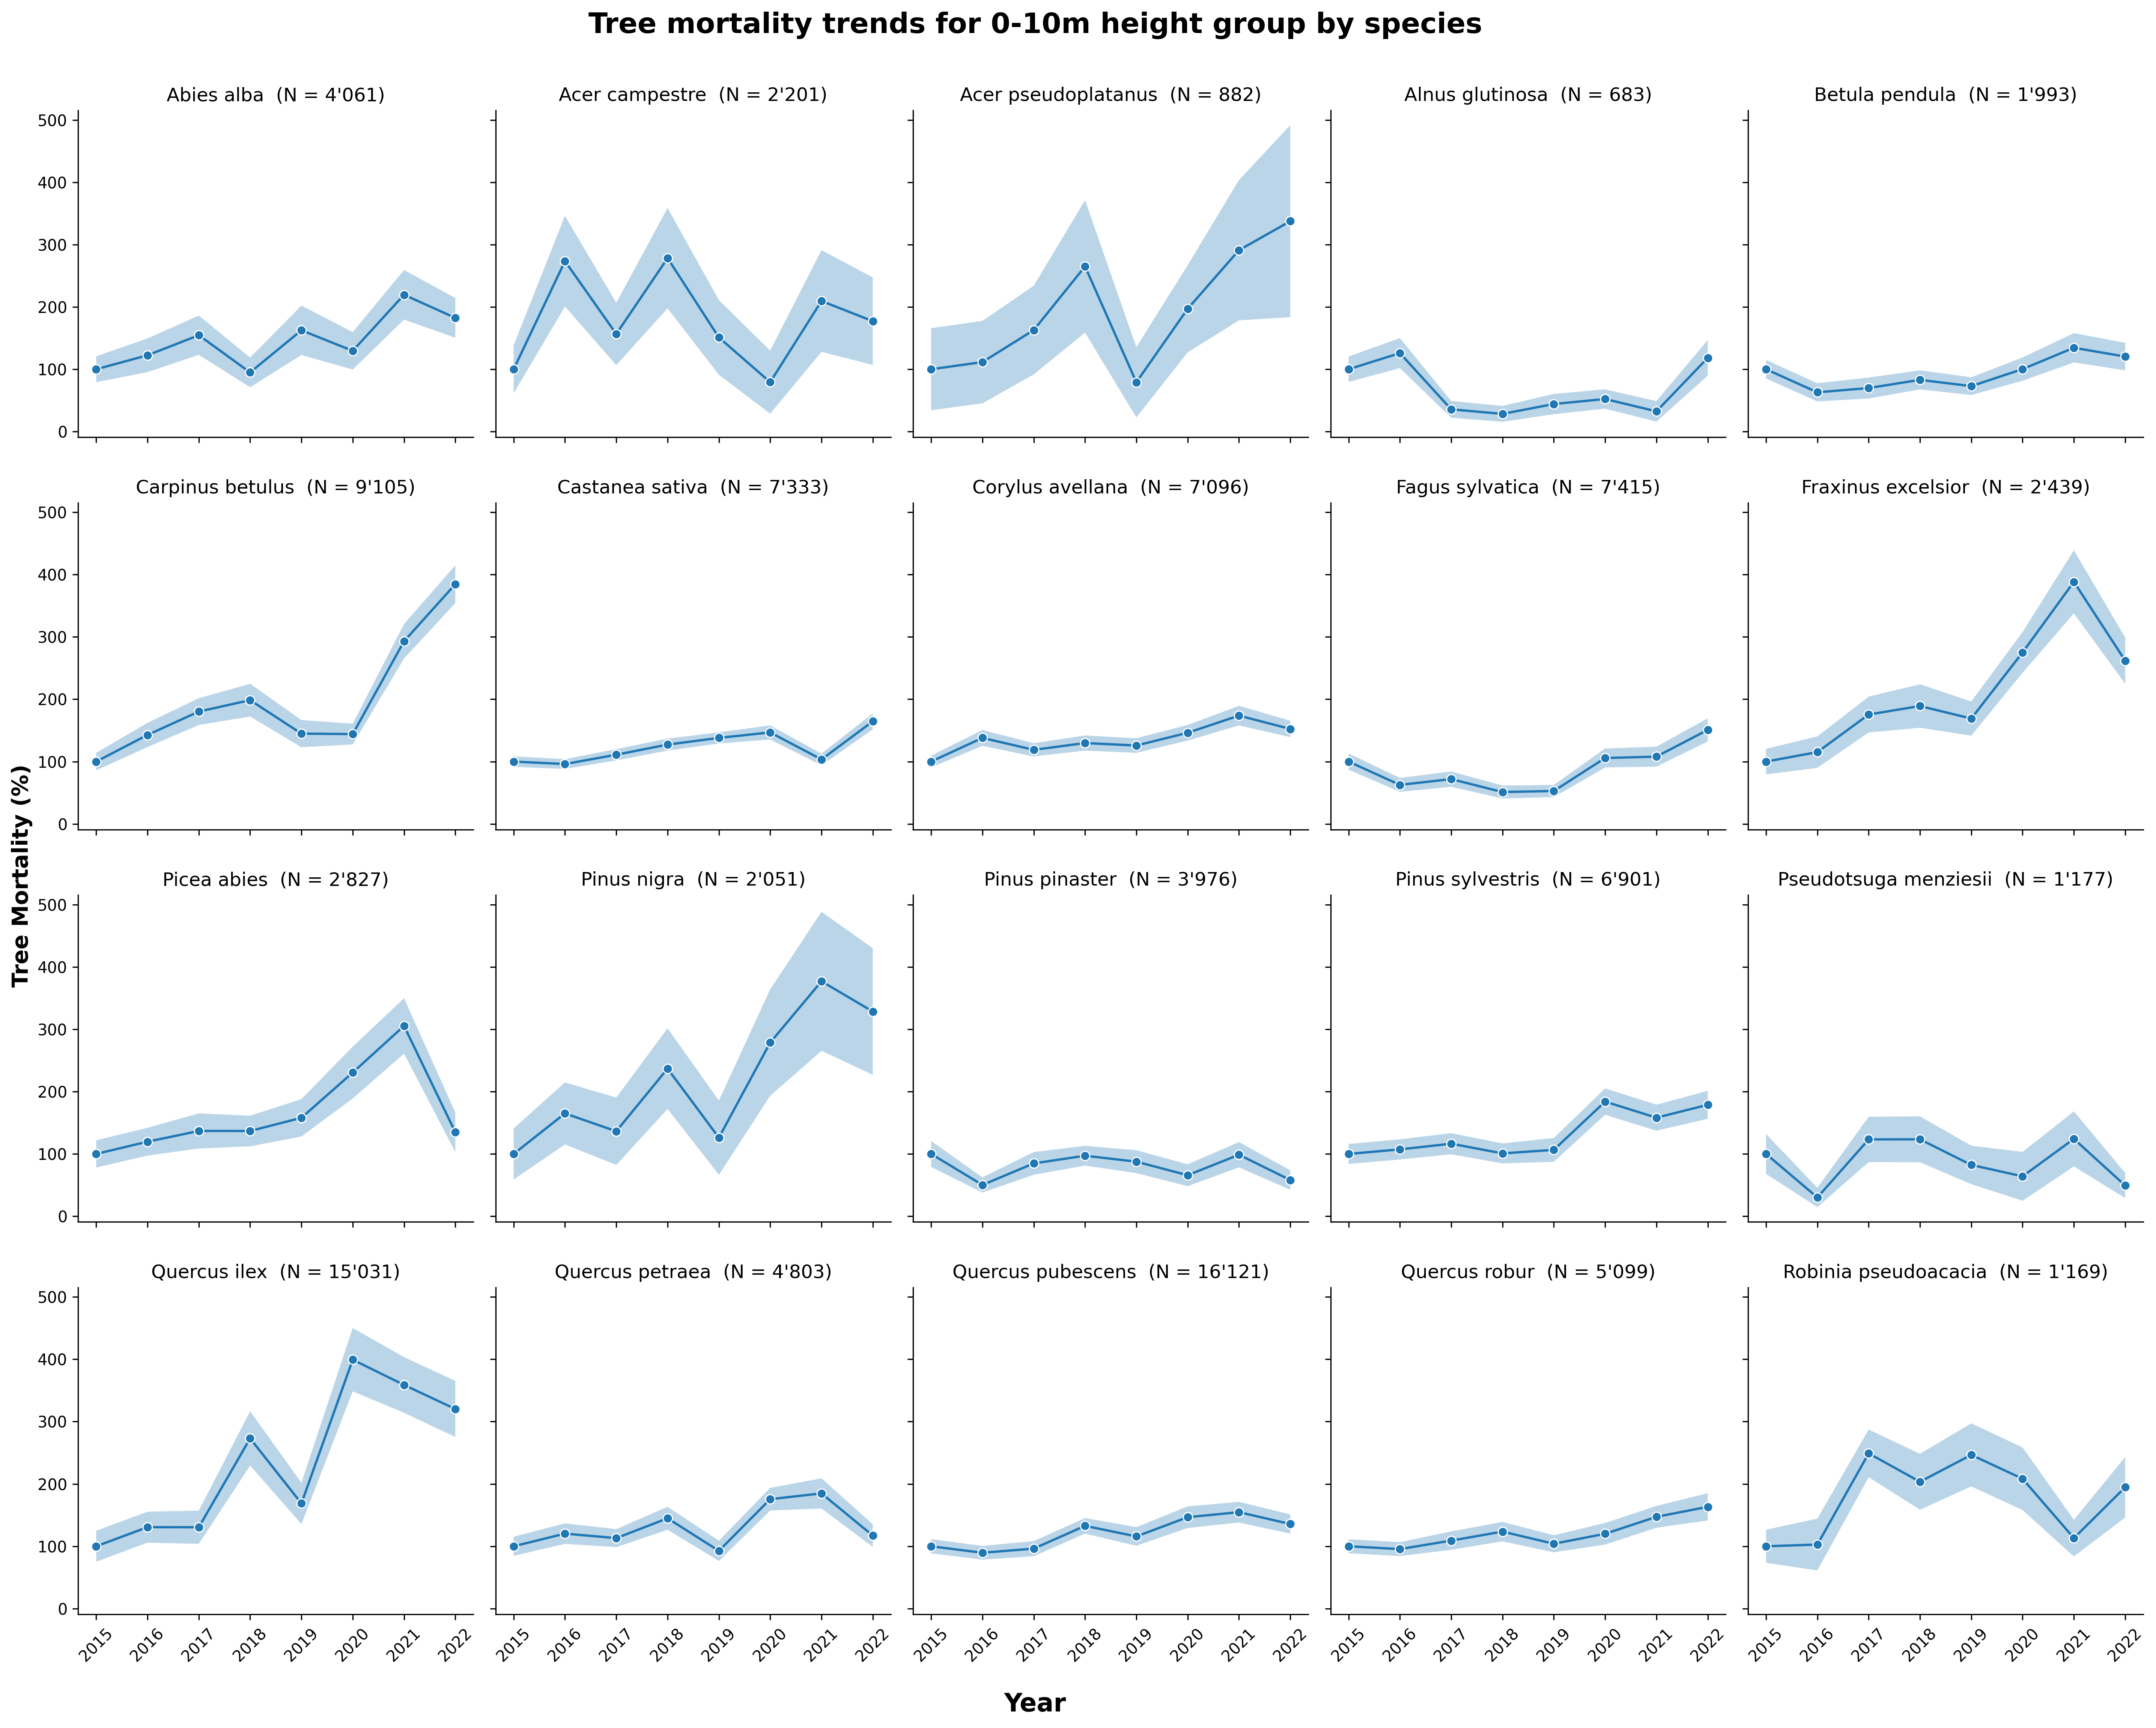 Tree mortality trends for 0-10m height group by species
Abies alba (N = 4'061)
Acer campestre (N = 2'201)
Acer pseudoplatanus (N = 882)
Alnus glutinosa (N = 683)
Betula pendula (N = 1'993)
500
400
300
200
100
0
Carpinus betulus (N = 9'105)
Castanea sativa (N = 7'333)
Corylus avellana (N = 7'096)
Fagus sylvatica (N = 7'415)
Fraxinus excelsior (N = 2'439)
500
400
300
200
100
0
Tree Mortality (%)
Picea abies (N = 2'827)
Pinus nigra (N = 2'051)
Pinus pinaster (N = 3'976)
Pinus sylvestris (N = 6'901)
Pseudotsuga menziesii (N = 1'177)
500
400
300
200
100
0
Quercus ilex (N = 15'031)
Quercus petraea (N = 4'803)
Quercus pubescens (N = 16'121)
Quercus robur (N = 5'099)
Robinia pseudoacacia (N = 1'169)
500
400
300
200
100
0
2015 2016 2017 2018 2019 2020 2021 2022
2015 2016 2017 2018 2019 2020 2021 2022
2015 2016 2017 2018 2019 2020 2021 2022
2015 2016 2017 2018 2019 2020 2021 2022
2015 2016 2017 2018 2019 2020 2021 2022
Year